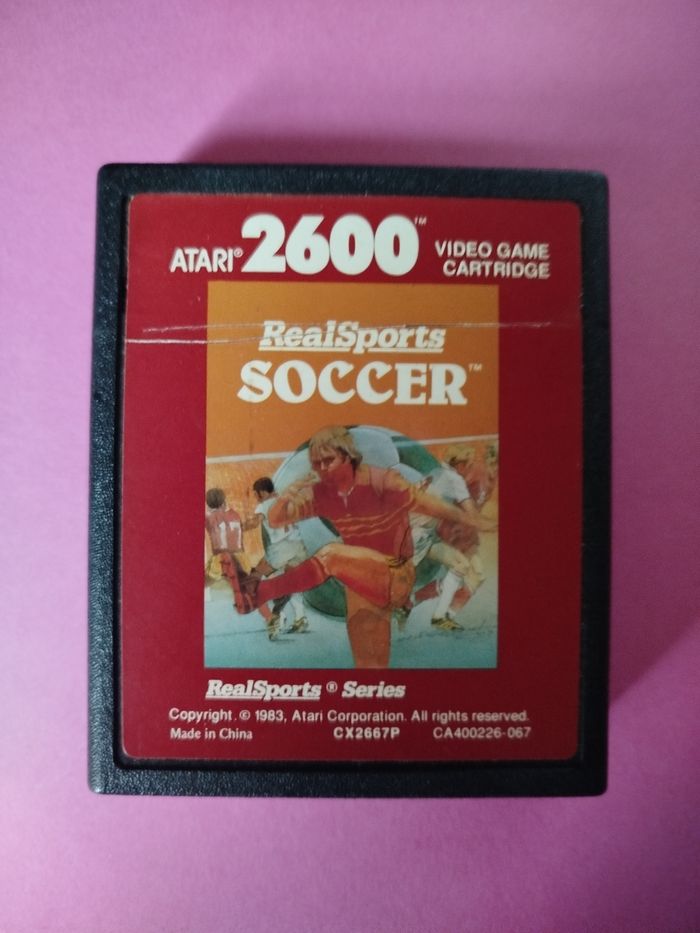 ATARI® 2600™ VIDEO GAME
CARTRIDGE
RealSports
SOCCER™
17
RealSports® Series
Copyright. © 1983, Atari Corporation. All rights reserved.
Made in China CX2667P CA400226-067